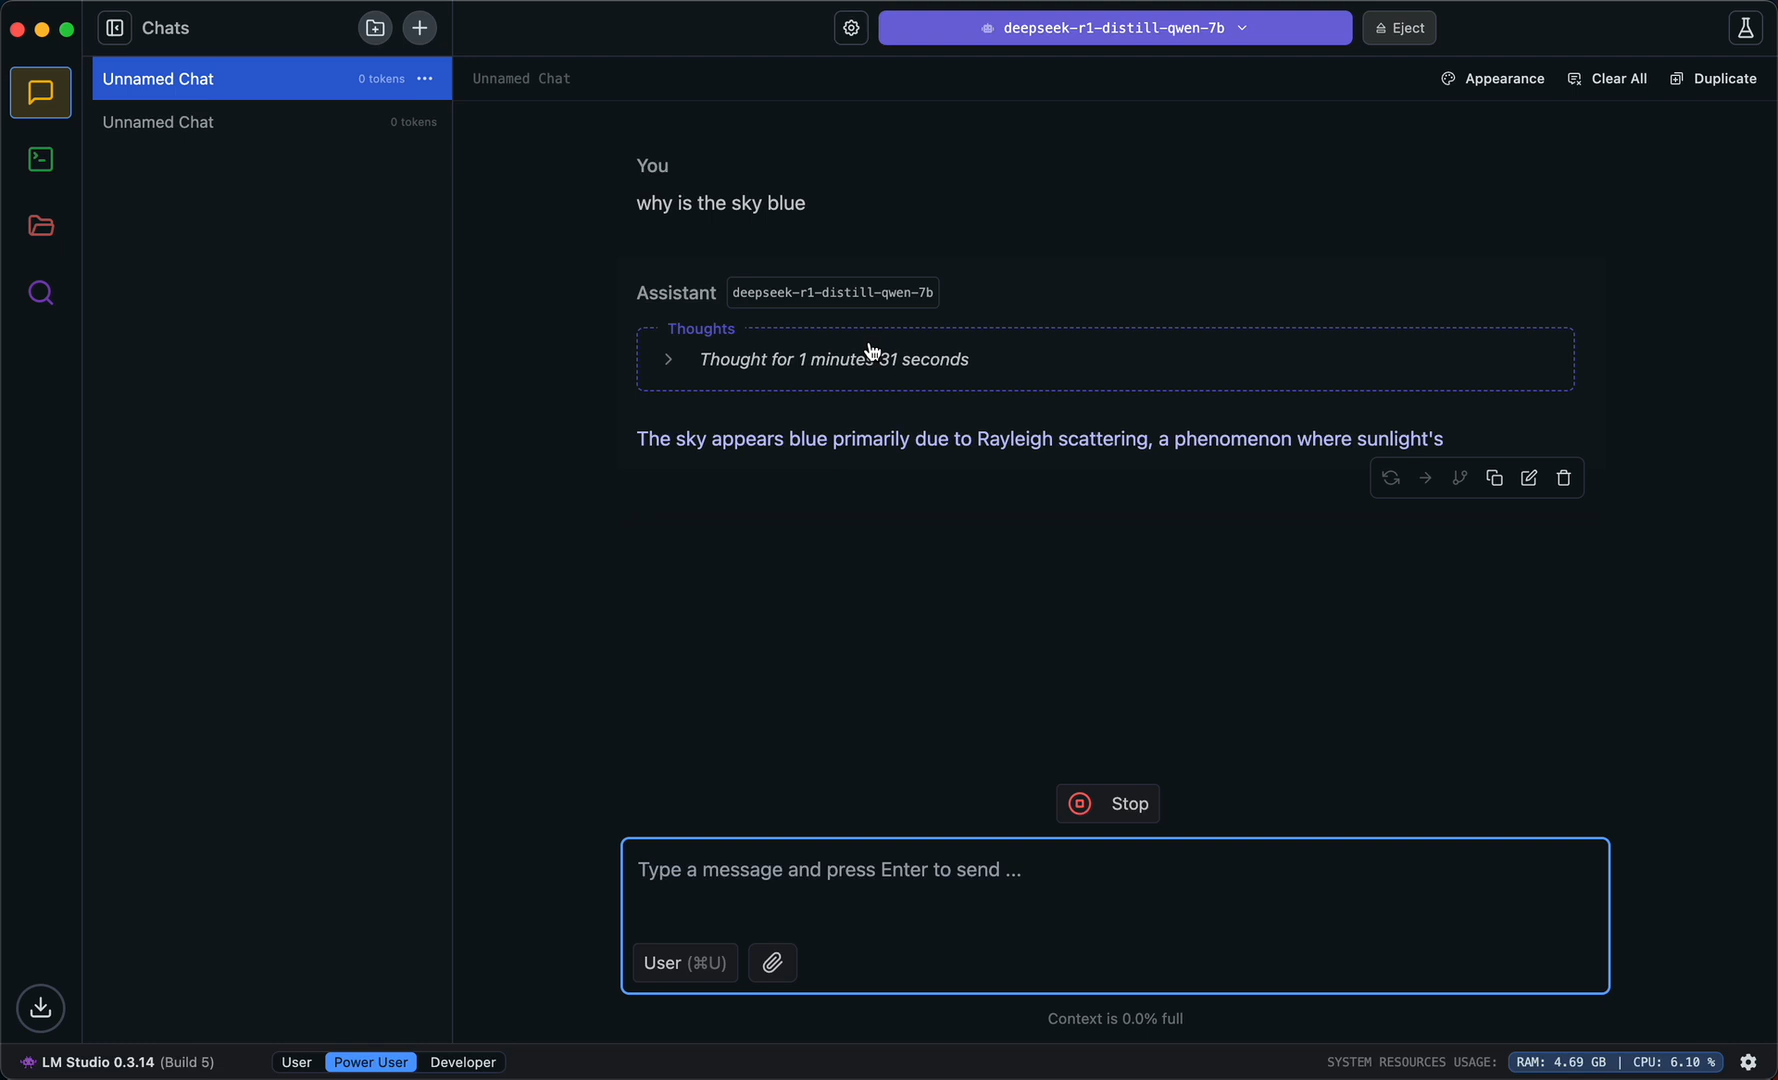 Chats
deepseek-r1-distill-qwen-7b
Eject
Unnamed Chat 0 tokens
Unnamed Chat 0 tokens
Unnamed Chat
Appearance
Clear All
Duplicate
You
why is the sky blue
Assistant deepseek-r1-distill-qwen-7b
Thoughts
Thought for 1 minute 31 seconds
The sky appears blue primarily due to Rayleigh scattering, a phenomenon where sunlight's
Stop
Type a message and press Enter to send ...
User (⌘U)
Context is 0.0% full
LM Studio 0.3.14 (Build 5)
User Power User Developer
SYSTEM RESOURCES USAGE: RAM: 4.69 GB | CPU: 6.10 %